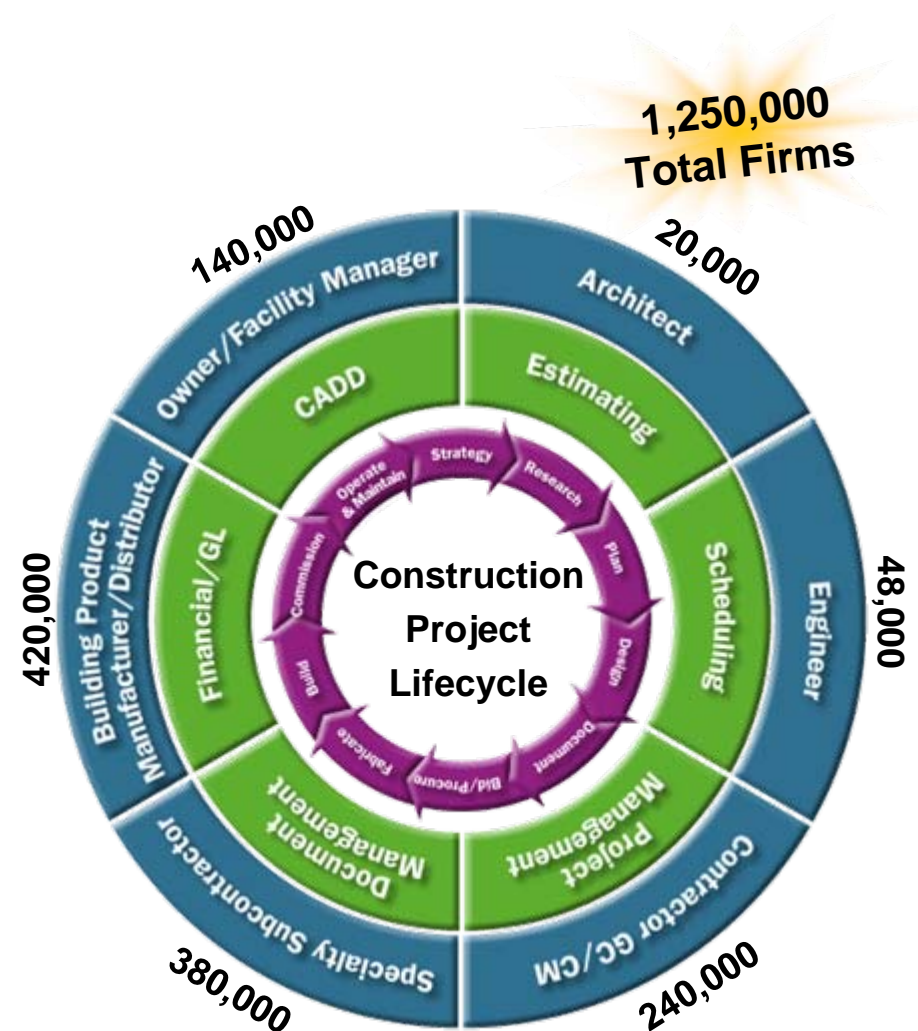 1,250,000
Total Firms
140,000
20,000
48,000
240,000
380,000
420,000
Owner/Facility Manager
Architect
Engineer
Contractor GC/CM
Specialty Subcontractor
Building Product
Manufacturer/Distributor
CADD
Estimating
Scheduling
Project
Management
Document
Management
Financial/GL
Strategy
Research
Plan
Design
Document
Bid/Procure
Fabricate
Build
Commission
Operate
& Maintain
Construction
Project
Lifecycle